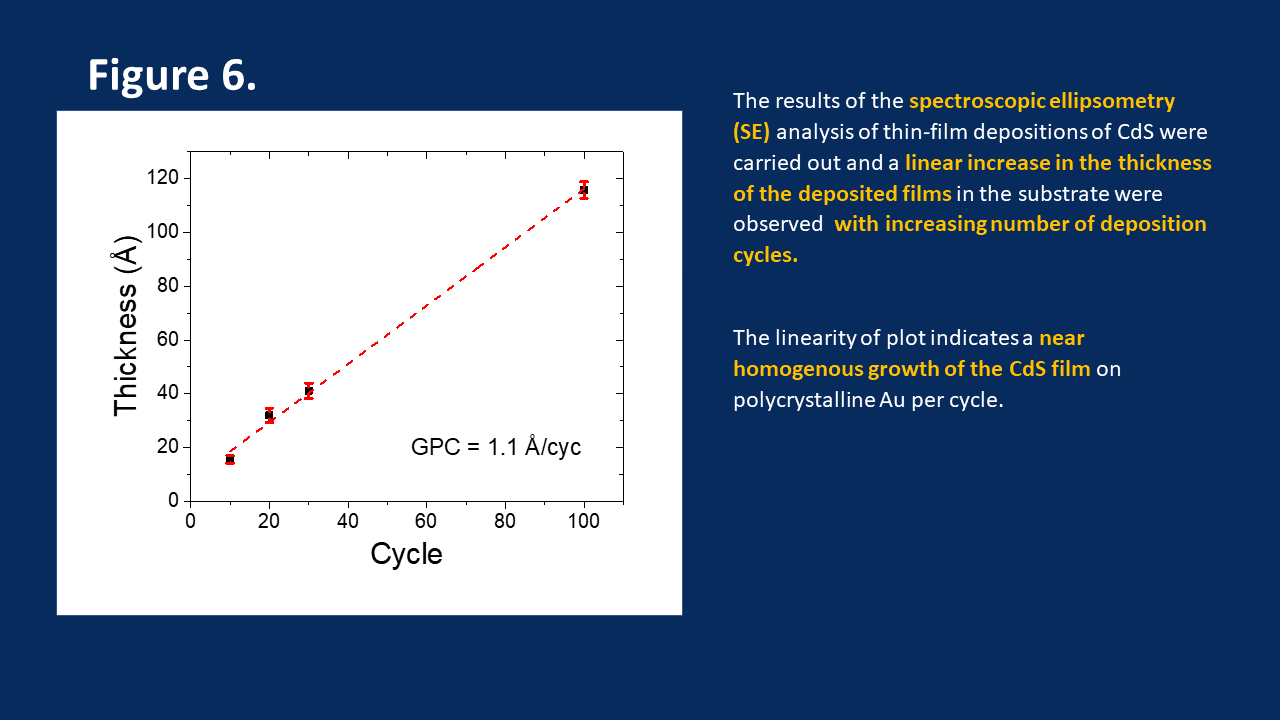 Figure 6.
120
100
80
60
40
20
0
Thickness (Å)
GPC = 1.1 Å/cyc
0 20 40 60 80 100
Cycle
The results of the spectroscopic ellipsometry
(SE) analysis of thin-film depositions of CdS were
carried out and a linear increase in the thickness
of the deposited films in the substrate were
observed with increasing number of deposition
cycles.
The linearity of plot indicates a near
homogenous growth of the CdS film on
polycrystalline Au per cycle.